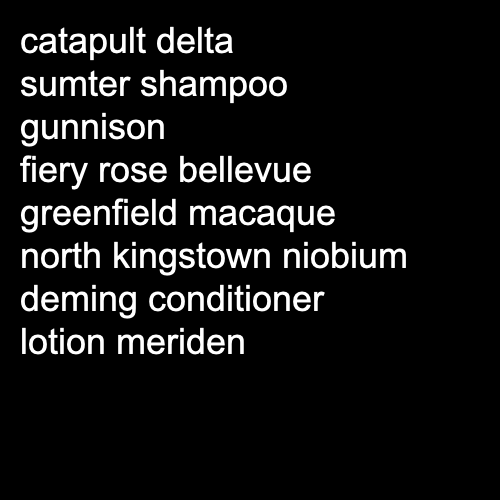 catapult delta
sumter shampoo
gunnison
fiery rose bellevue
greenfield macaque
north kingstown niobium
deming conditioner
lotion meriden